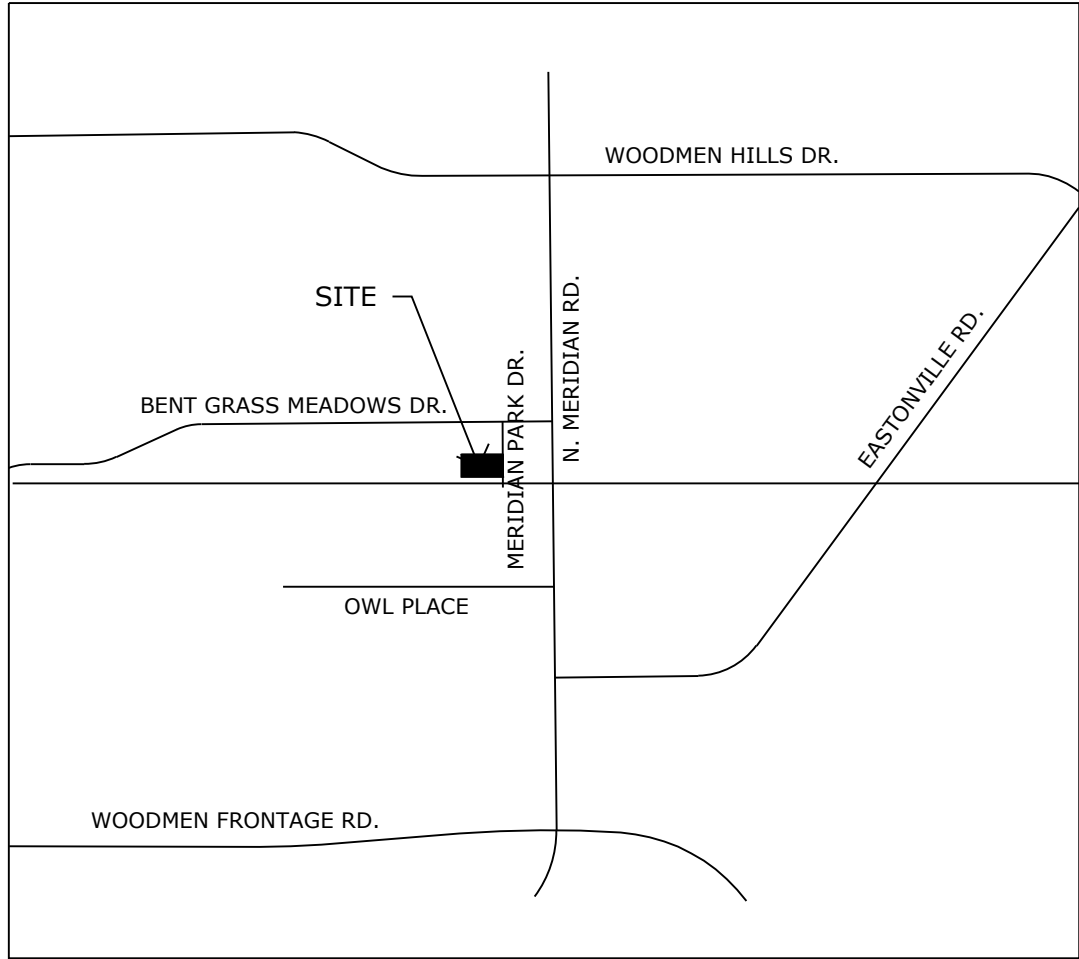 WOODMEN HILLS DR.
SITE
N. MERIDIAN RD.
MERIDIAN PARK DR.
EASTONVILLE RD.
BENT GRASS MEADOWS DR.
OWL PLACE
WOODMEN FRONTAGE RD.